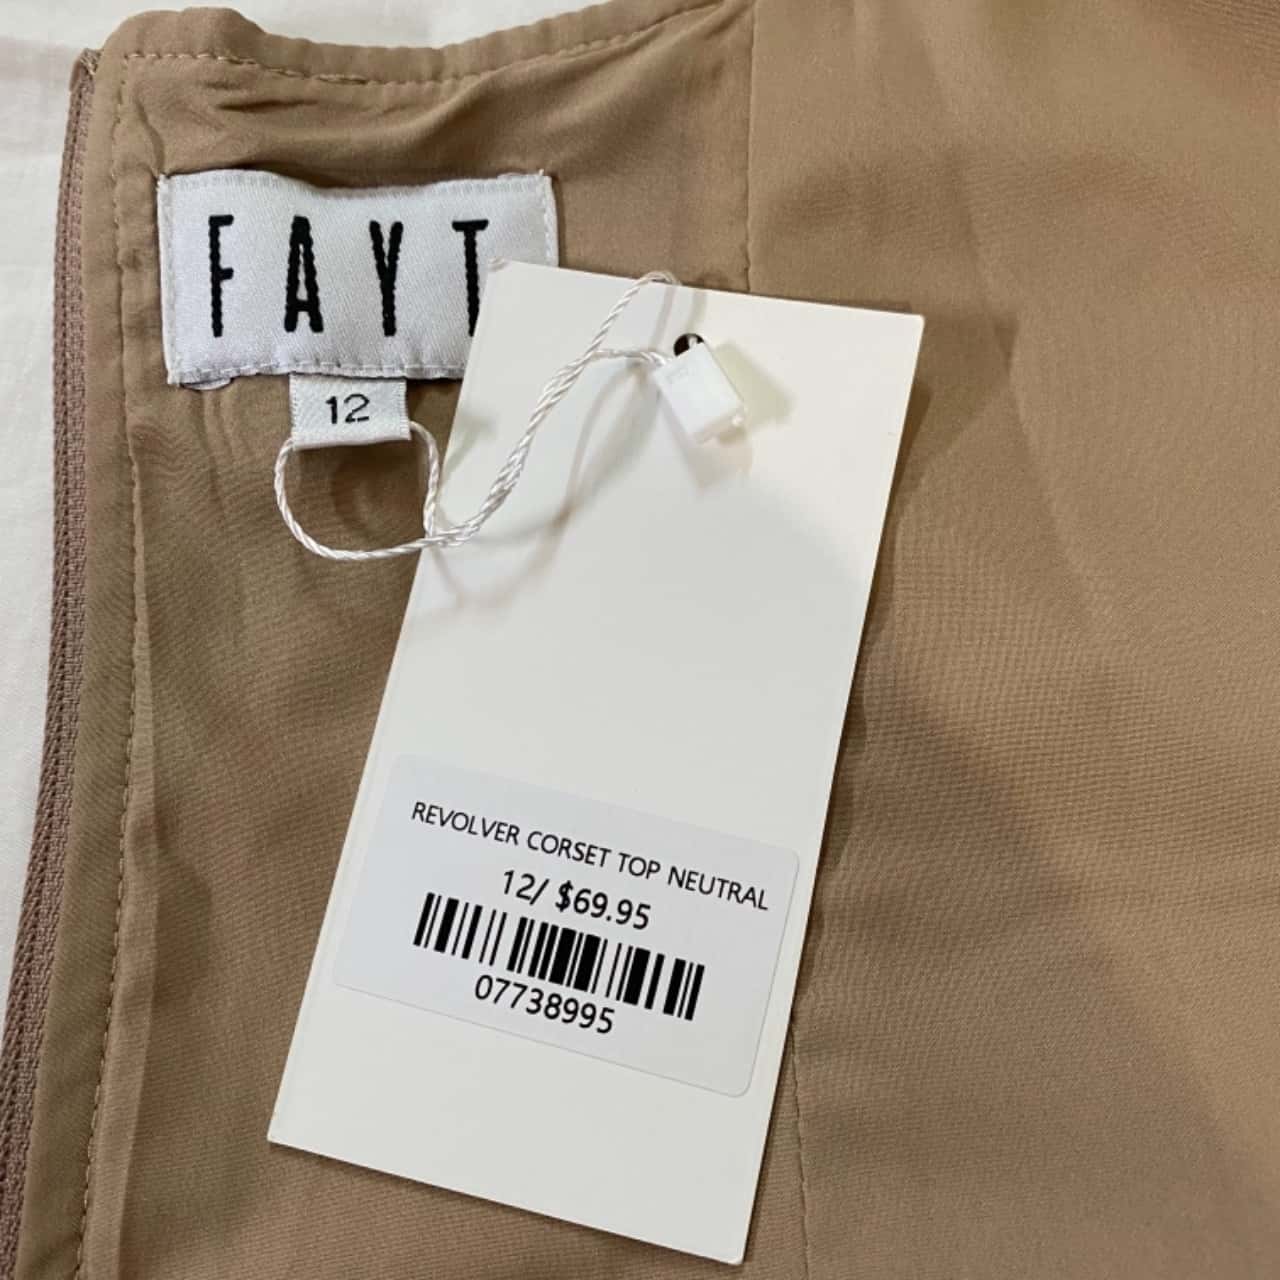 FAYT
12
REVOLVER CORSET TOP NEUTRAL
12/ $69.95
07738995